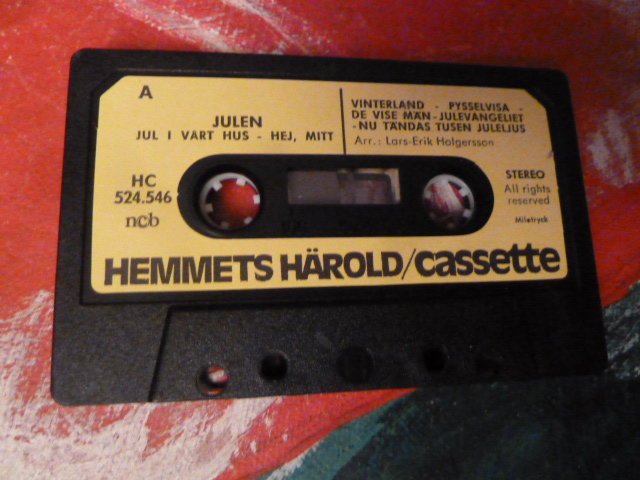 A
JULEN
JUL I VÅRT HUS - HEJ, MITT
VINTERLAND - PYSSELVISA -
DE VISE MÄN - JULEVANGELIET
- NU TÄNDAS TUSEN JULELJUS
Arr.: Lars-Erik Holgersson
HC
524.546
ncb
STEREO
All rights
reserved
Miletryck
HEMMETS HÄROLD/cassette